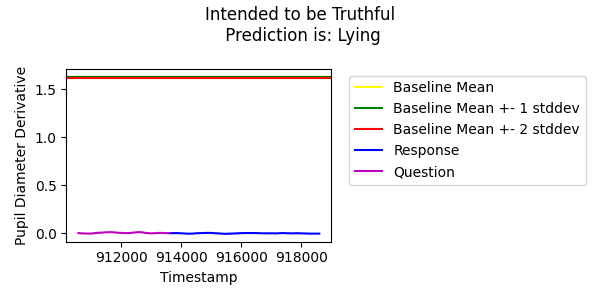 Intended to be Truthful
Prediction is: Lying
Pupil Diameter Derivative
1.5
1.0
0.5
0.0
912000 914000 916000 918000
Timestamp
Baseline Mean
Baseline Mean +- 1 stddev
Baseline Mean +- 2 stddev
Response
Question